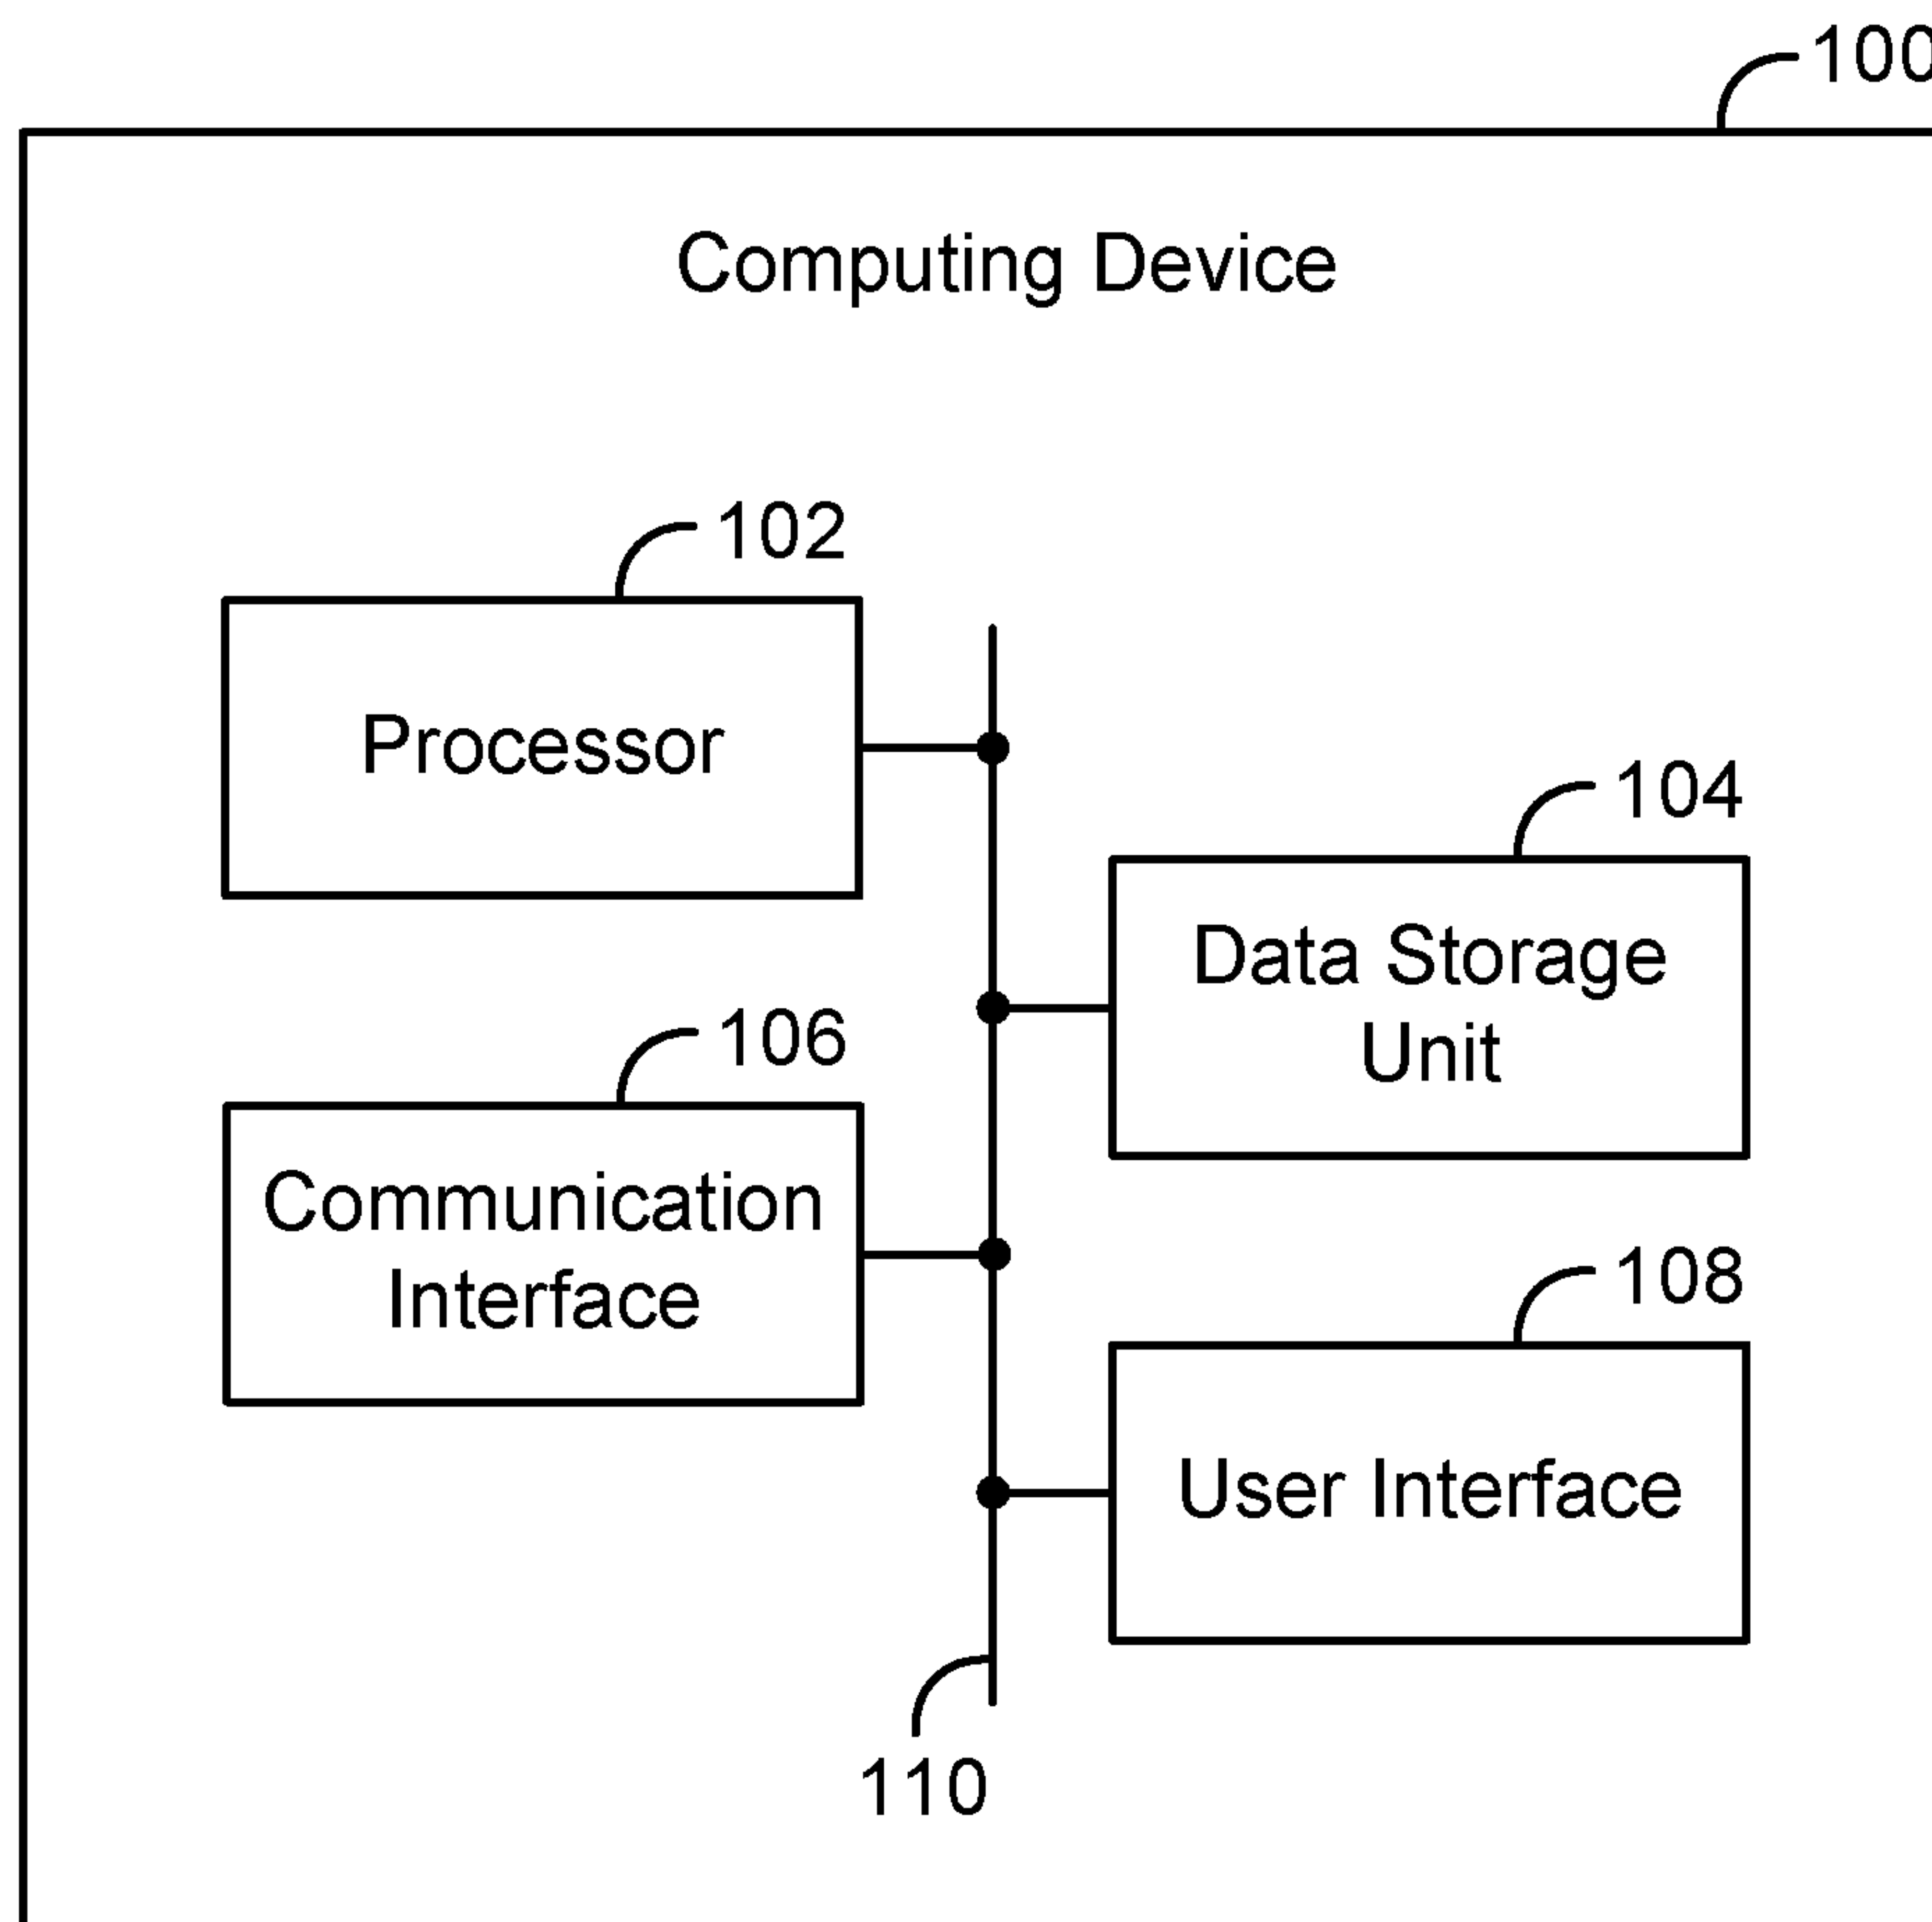 100
Computing Device
102
Processor
104
Data Storage
Unit
106
Communication
Interface
108
User Interface
110